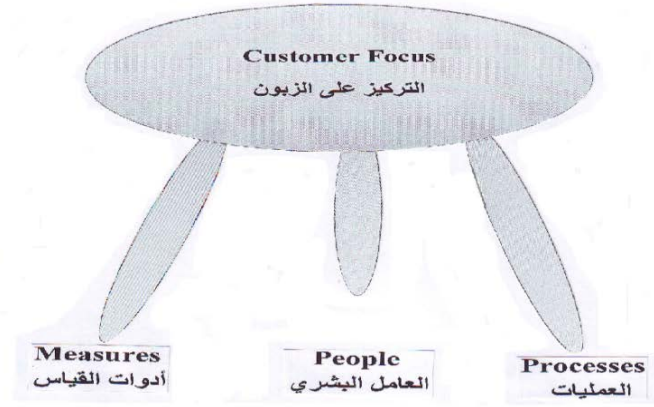 Customer Focus
التركيز على الزبون
Measures
أدوات القياس
People
العامل البشري
Processes
العمليات